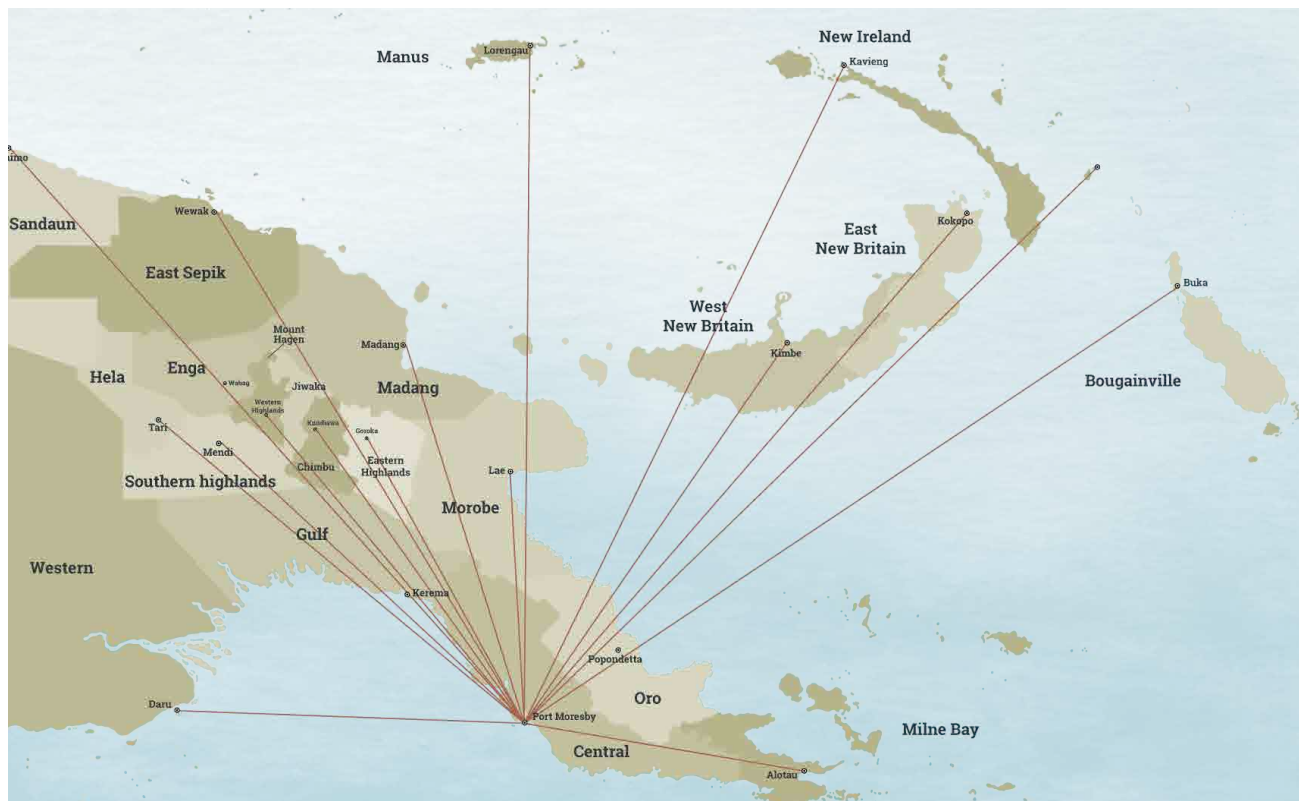 New Ireland
Manus
Lorengau
Kavieng
Sandaun
Wewak
Kokopo
East
New Britain
East Sepik
Buka
West
New Britain
Mount
Hagen
Madang
Kimbe
Enga
Hela
Wabag
Jiwaka
Madang
Bougainville
Western
Highlands
Tari
Kundiawa
Goroka
Mendi
Chimbu
Eastern
Highlands
Lae
Southern highlands
Morobe
Gulf
Western
Kerema
Popondetta
Oro
Daru
Port Moresby
Milne Bay
Central
Alotau